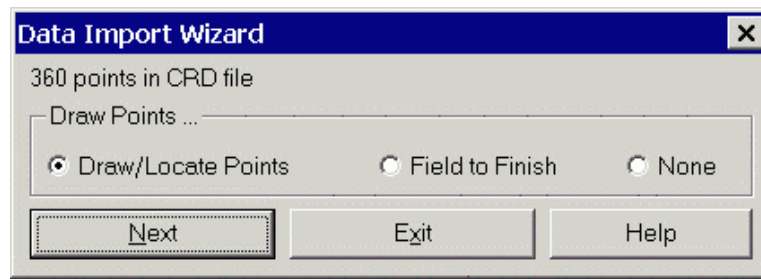 Data Import Wizard
360 points in CRD file
Draw Points ...
Draw/Locate Points Field to Finish None
Next Exit Help